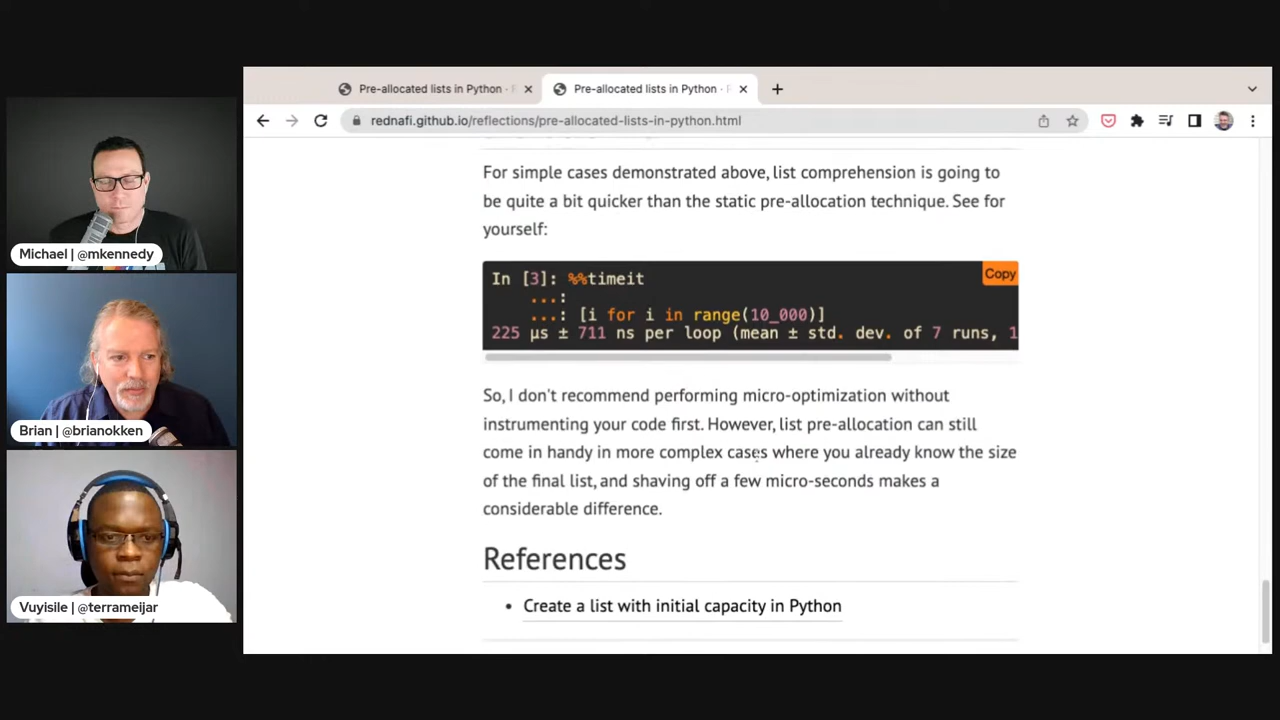 Pre-allocated lists in Python ·
Pre-allocated lists in Python ·
rednafi.github.io/reflections/pre-allocated-lists-in-python.html
For simple cases demonstrated above, list comprehension is going to
be quite a bit quicker than the static pre-allocation technique. See for
yourself:
Copy
In [3]: %%timeit
...:
...: [i for i in range(10_000)]
225 µs ± 711 ns per loop (mean ± std. dev. of 7 runs, 1
So, I don't recommend performing micro-optimization without
instrumenting your code first. However, list pre-allocation can still
come in handy in more complex cases where you already know the size
of the final list, and shaving off a few micro-seconds makes a
considerable difference.
References
• Create a list with initial capacity in Python
Michael | @mkennedy
Brian | @brianokken
Vuyisile | @terrameijar